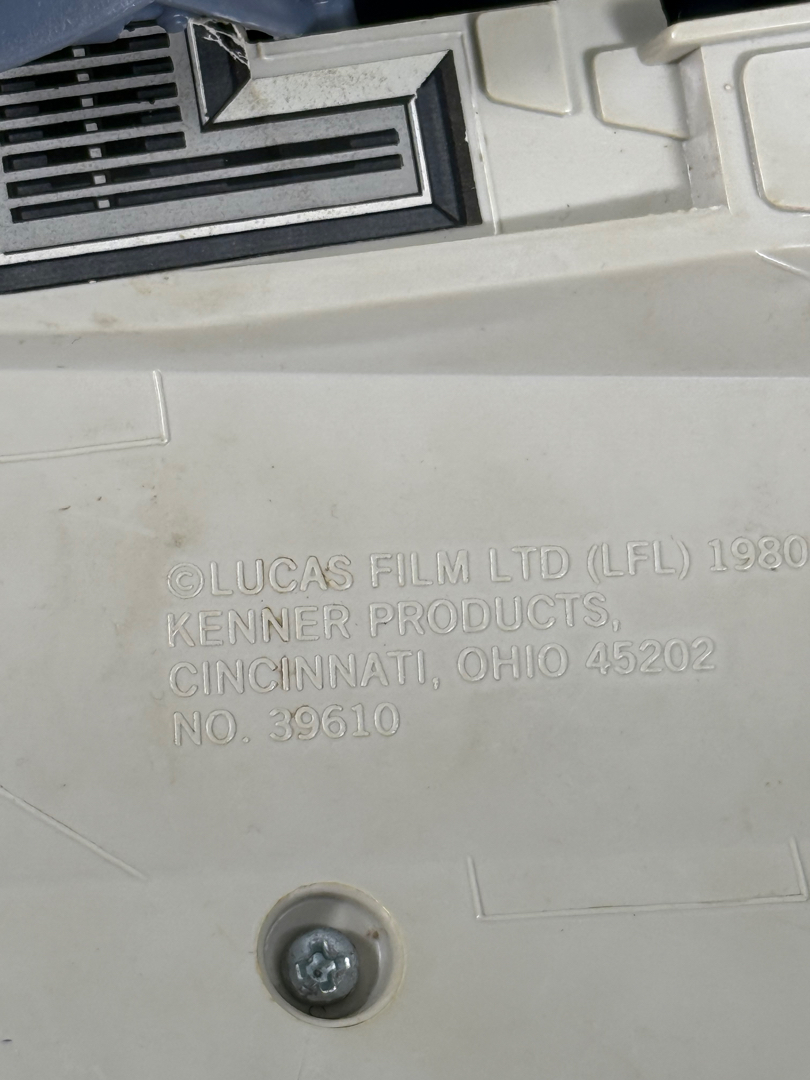 ©LUCAS FILM LTD (LFL) 1980
KENNER PRODUCTS,
CINCINNATI, OHIO 45202
NO. 39610